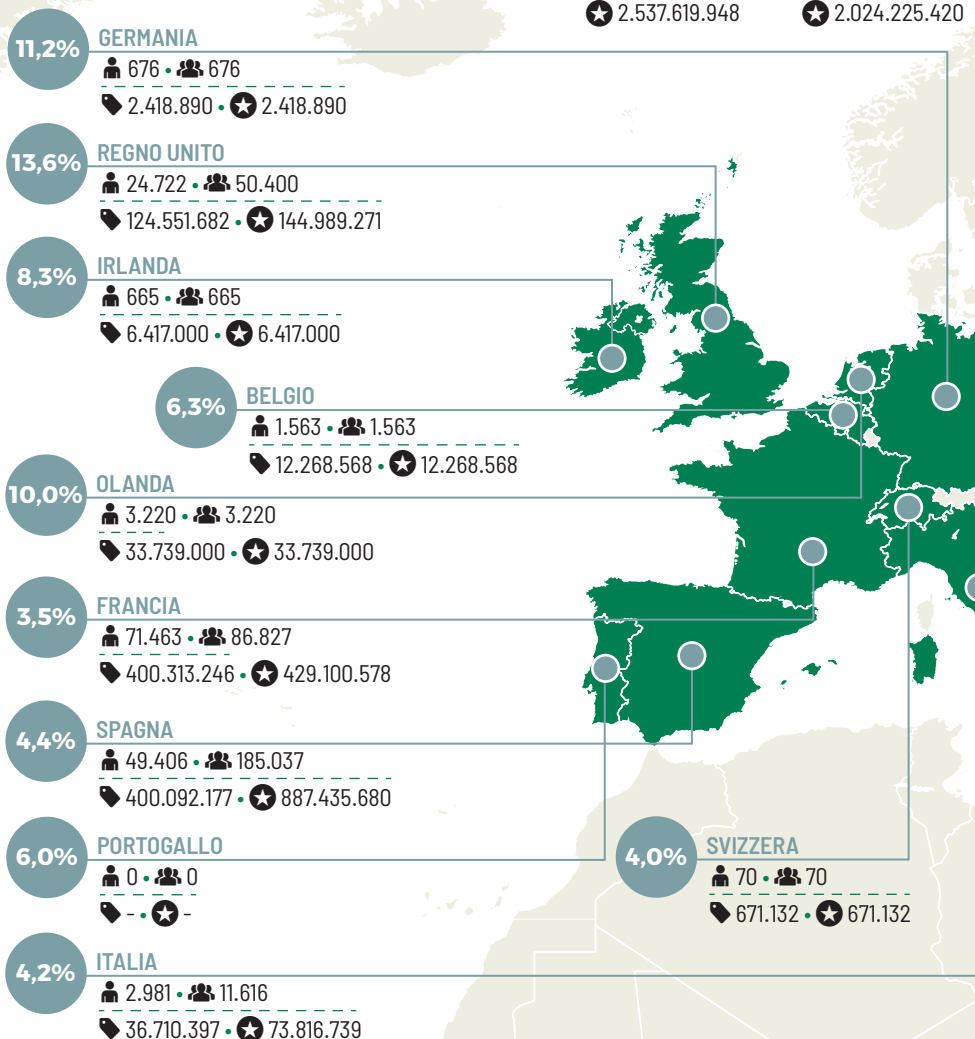 2.537.619.948 2.024.225.420
11,2% GERMANIA
676 • 676
2.418.890 • 2.418.890
13,6% REGNO UNITO
24.722 • 50.400
124.551.682 • 144.989.271
8,3% IRLANDA
665 • 665
6.417.000 • 6.417.000
6,3% BELGIO
1.563 • 1.563
12.268.568 • 12.268.568
10,0% OLANDA
3.220 • 3.220
33.739.000 • 33.739.000
3,5% FRANCIA
71.463 • 86.827
400.313.246 • 429.100.578
4,4% SPAGNA
49.406 • 185.037
400.092.177 • 887.435.680
6,0% PORTOGALLO
0 • 0
- • -
4,0% SVIZZERA
70 • 70
671.132 • 671.132
4,2% ITALIA
2.981 • 11.616
36.710.397 • 73.816.739